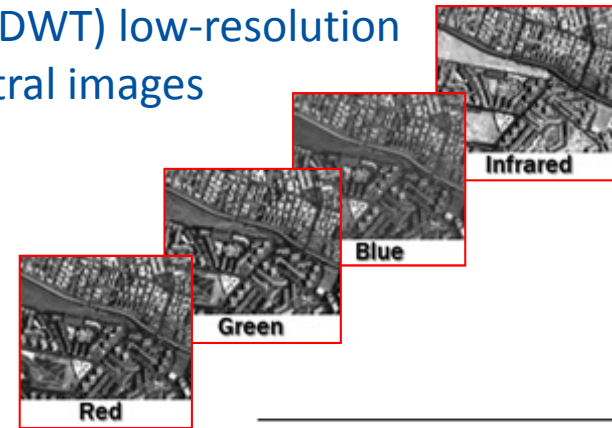 DWT) low-resolution
tral images
Infrared
Blue
Green
Red